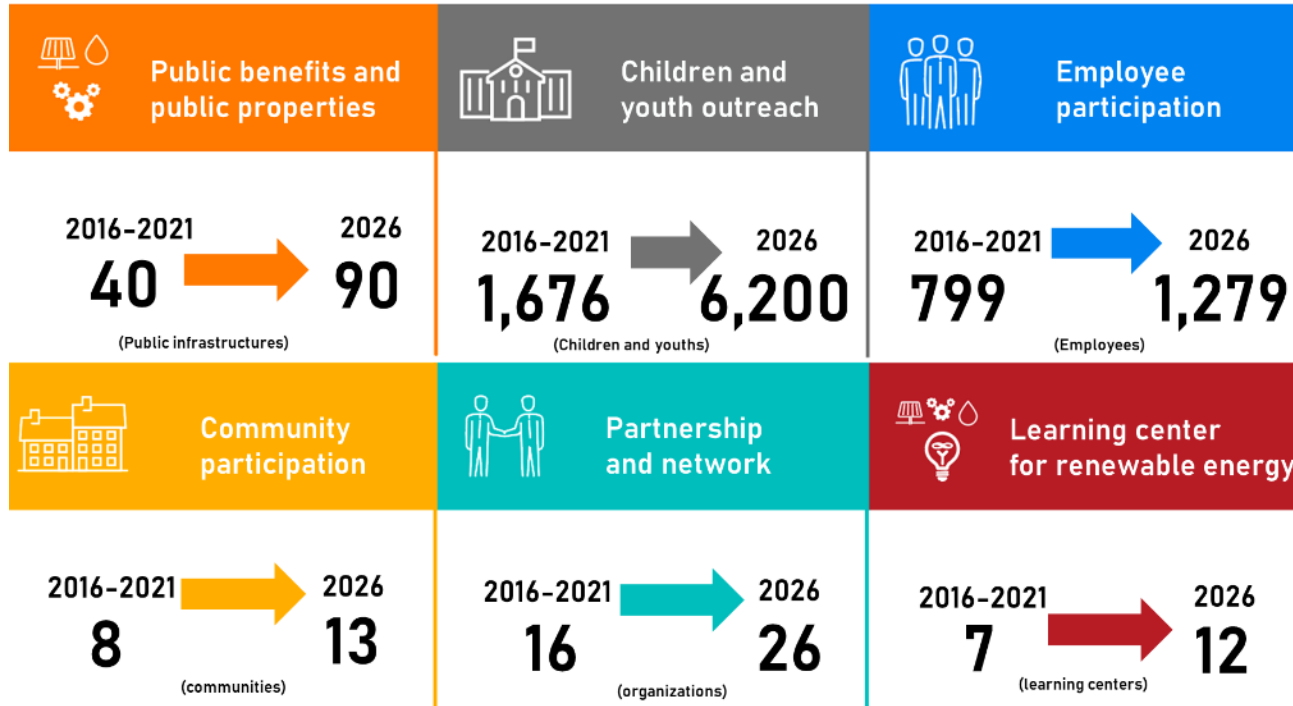 Public benefits and
public properties
2016-2021
2026
40
90
(Public infrastructures)
Children and
youth outreach
2016-2021
2026
1,676
6,200
(Children and youths)
Employee
participation
2016-2021
2026
799
1,279
(Employees)
Community
participation
2016-2021
2026
8
13
(communities)
Partnership
and network
2016-2021
2026
16
26
(organizations)
Learning center
for renewable energy
2016-2021
2026
7
12
(learning centers)